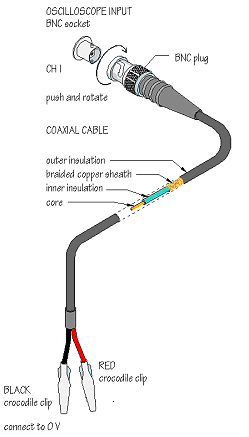 OSCILLOSCOPE INPUT
BNC socket
BNC plug
CH I
push and rotate
COAXIAL CABLE
outer insulation
braided copper sheath
inner insulation
core
RED
crocodile clip
BLACK
crocodile clip
connect to 0 V